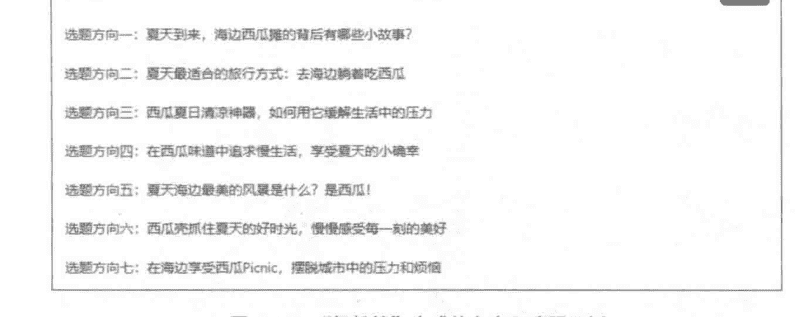 选题方向一：夏天到来，海边西瓜摊的背后有哪些小故事？
选题方向二：夏天最适合的旅行方式：去海边躺着吃西瓜
选题方向三：西瓜夏日清凉神器，如何用它缓解生活中的压力
选题方向四：在西瓜味道中追求慢生活，享受夏天的小确幸
选题方向五：夏天海边最美的风景是什么？是西瓜！
选题方向六：西瓜壳抓住夏天的好时光，慢慢感受每一刻的美好
选题方向七：在海边享受西瓜Picnic，摆脱城市中的压力和烦恼